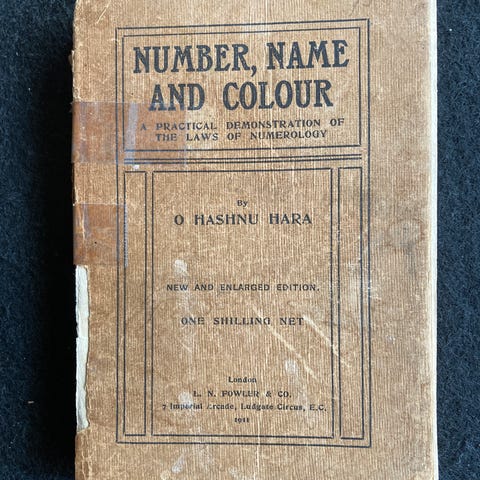 NUMBER, NAME
AND COLOUR
A PRACTICAL DEMONSTRATION OF
THE LAWS OF NUMEROLOGY
By
O HASHNU HARA
NEW AND ENLARGED EDITION.
ONE SHILLING NET
London
L. N. FOWLER & CO.
7 Imperial Arcade, Ludgate Circus, E.C.
1911